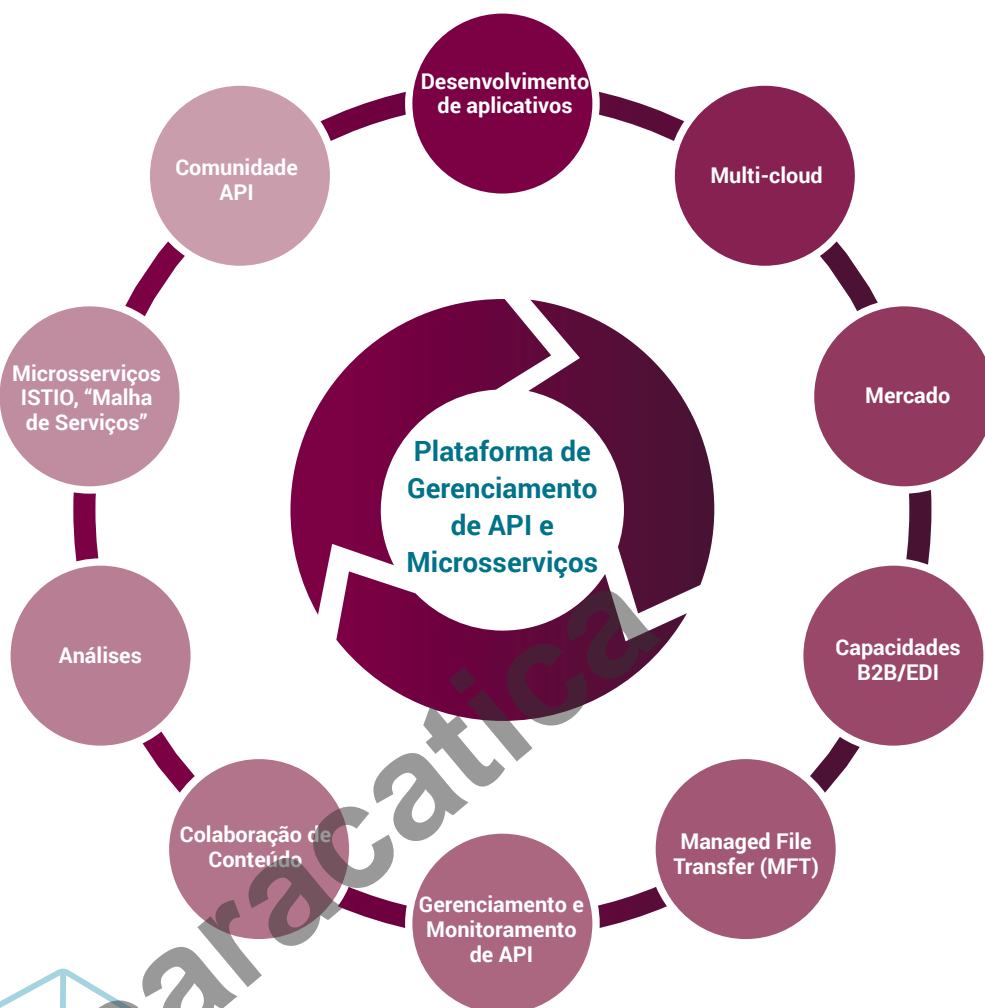 Desenvolvimento
de aplicativos
Multi-cloud
Mercado
Capacidades
B2B/EDI
Managed File
Transfer (MFT)
Gerenciamento e
Monitoramento
de API
Colaboração de
Conteúdo
Análises
Microsserviços
ISTIO, “Malha
de Serviços”
Comunidade
API
Plataforma de
Gerenciamento
de API e
Microsserviços
aracatica